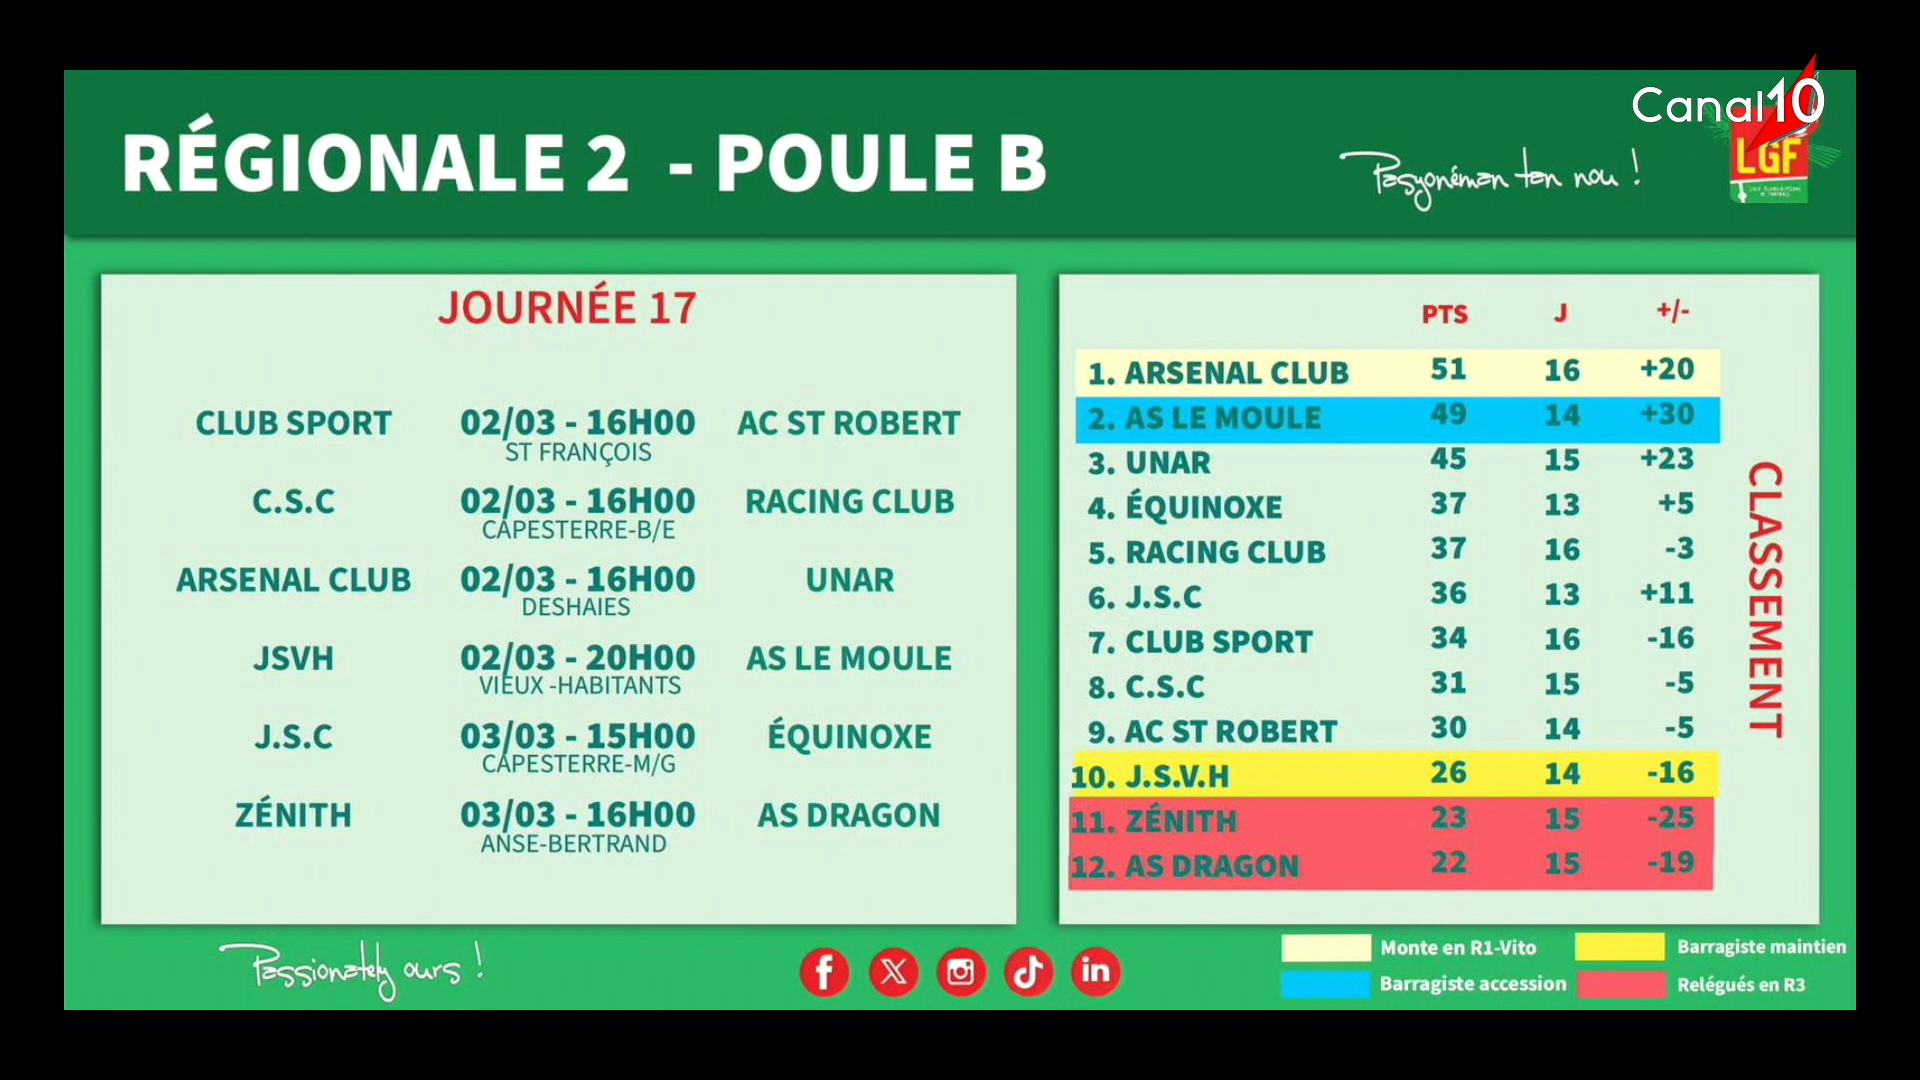 Canal10
RÉGIONALE 2 - POULE B
Pasyonéman tan nou !
LGF
JOURNÉE 17
CLUB SPORT 02/03 - 16H00 AC ST ROBERT
ST FRANÇOIS
C.S.C 02/03 - 16H00 RACING CLUB
CAPESTERRE-B/E
ARSENAL CLUB 02/03 - 16H00 UNAR
DESHAIES
JSVH 02/03 - 20H00 AS LE MOULE
VIEUX -HABITANTS
J.S.C 03/03 - 15H00 ÉQUINOXE
CAPESTERRE-M/G
ZÉNITH 03/03 - 16H00 AS DRAGON
ANSE-BERTRAND
PTS J +/-
1. ARSENAL CLUB 51 16 +20
2. AS LE MOULE 49 14 +30
3. UNAR 45 15 +23
4. ÉQUINOXE 37 13 +5
5. RACING CLUB 37 16 -3
6. J.S.C 36 13 +11
7. CLUB SPORT 34 16 -16
8. C.S.C 31 15 -5
9. AC ST ROBERT 30 14 -5
10. J.S.V.H 26 14 -16
11. ZÉNITH 23 15 -25
12. AS DRAGON 22 15 -19
CLASSEMENT
Passionately ours !
Monte en R1-Vito
Barragiste maintien
Barragiste accession
Relégués en R3